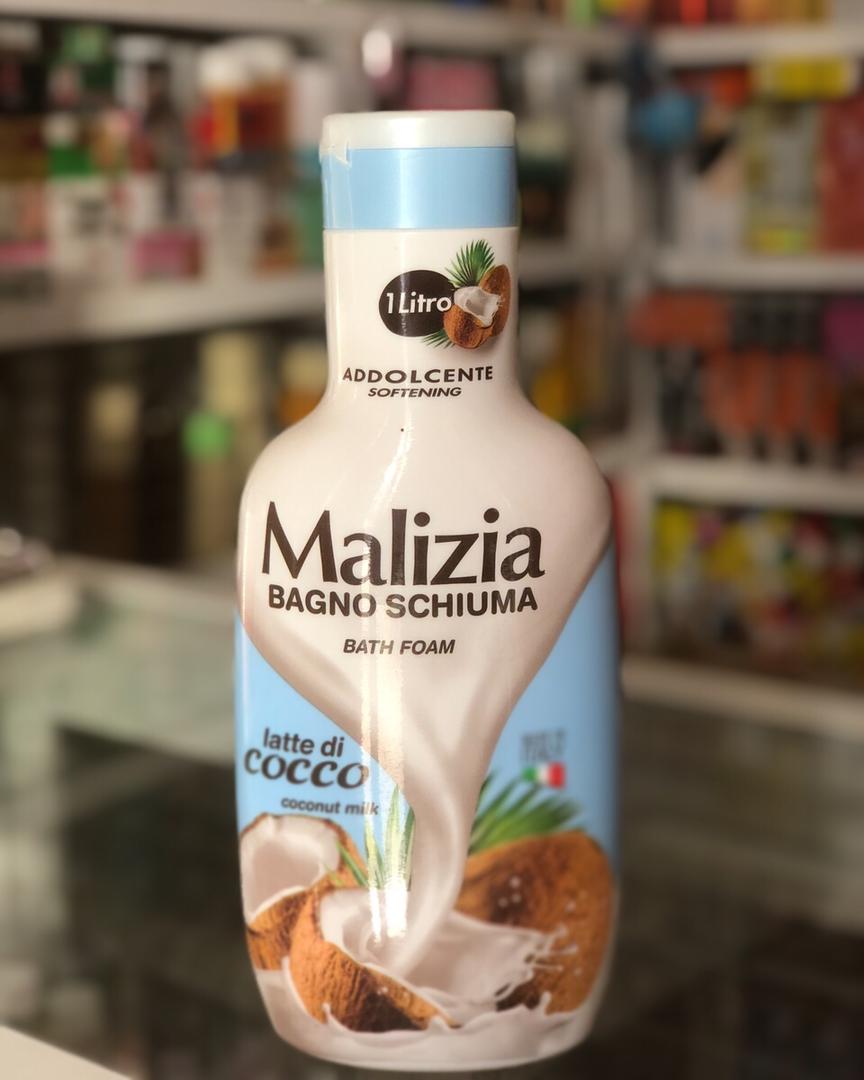 1 Litro
ADDOLCENTE
SOFTENING
Malizia
BAGNO SCHIUMA
BATH FOAM
latte di
cocco
coconut milk